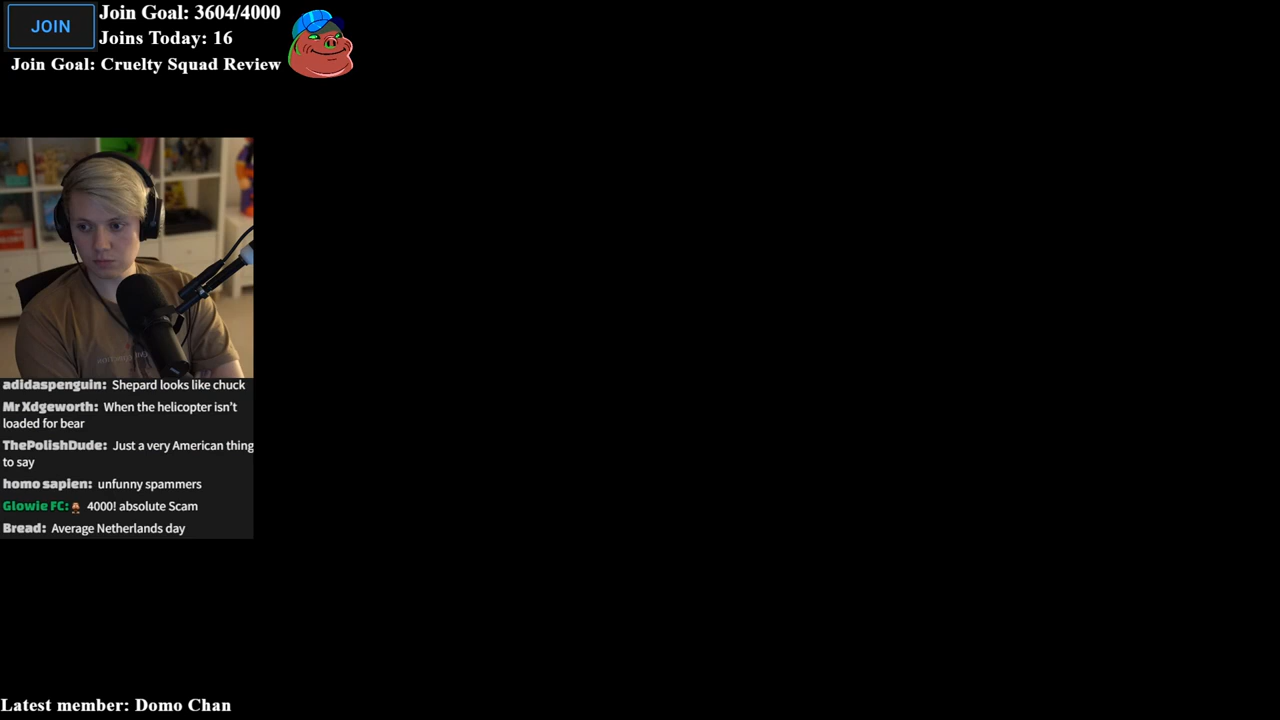 JOIN
Join Goal: 3604/4000
Joins Today: 16
Join Goal: Cruelty Squad Review
adidaspenguin: Shepard looks like chuck
Mr Xdgeworth: When the helicopter isn't
loaded for bear
ThePolishDude: Just a very American thing
to say
homo sapien: unfunny spammers
Glowie FC: 4000! absolute Scam
Bread: Average Netherlands day
Latest member: Domo Chan